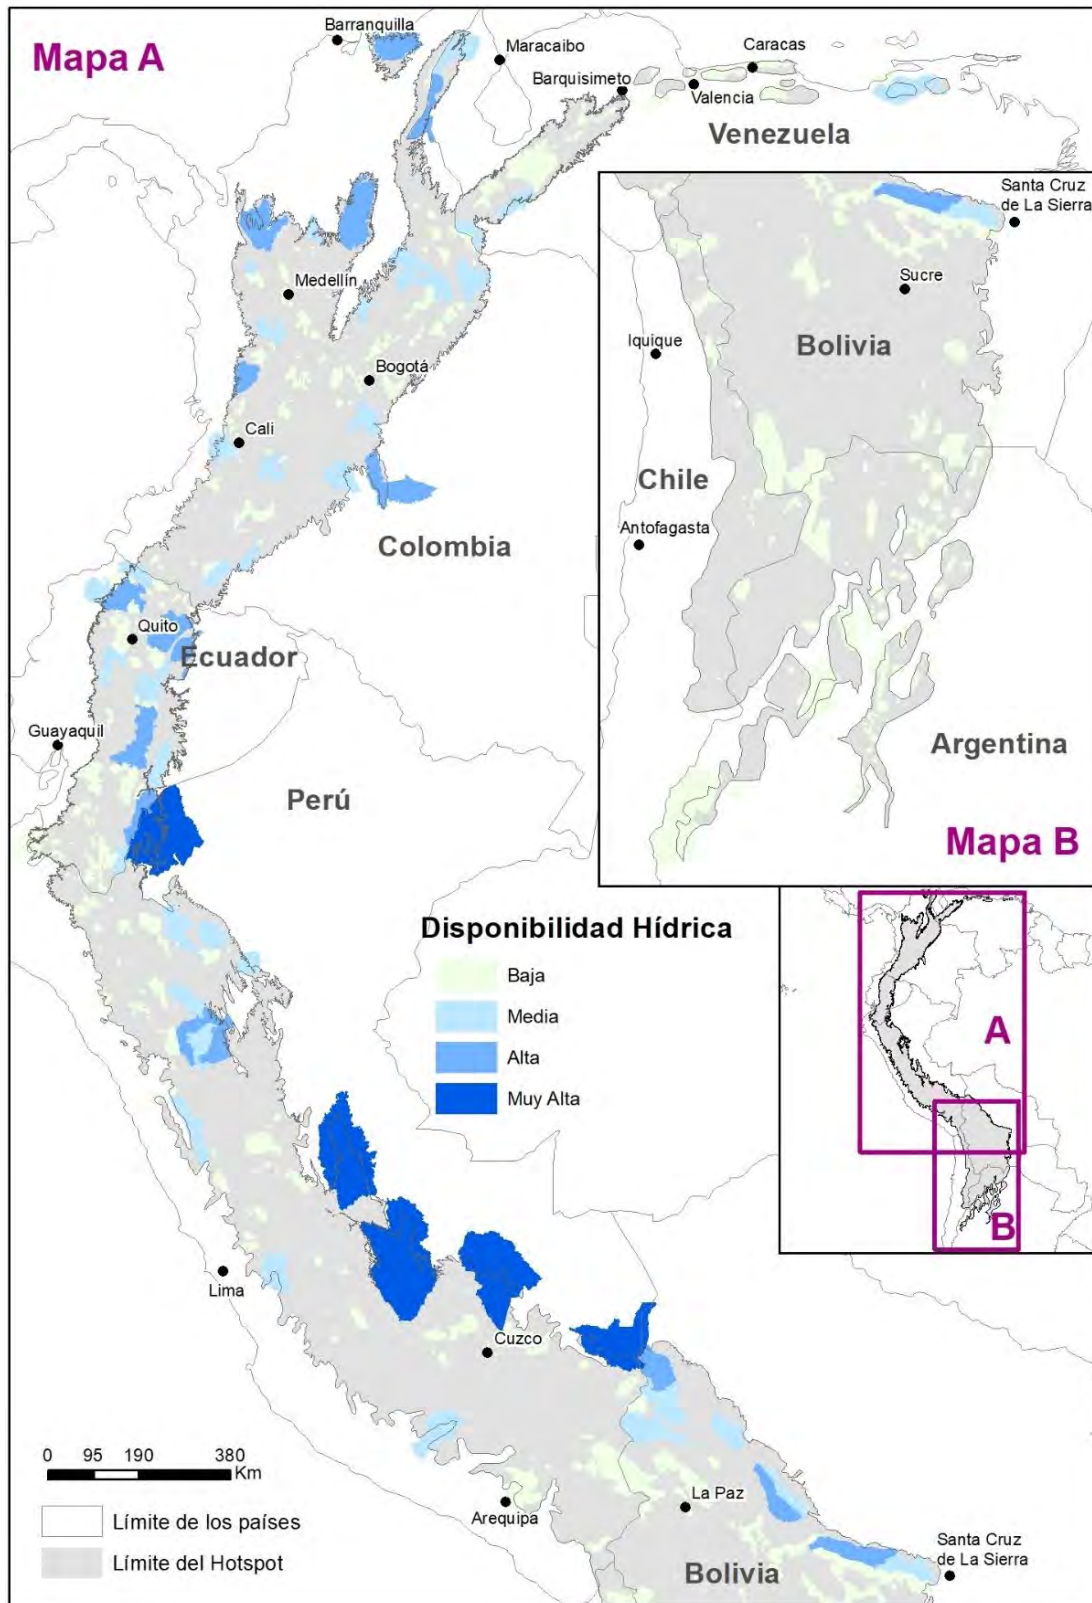 Mapa A
Barranquilla
Maracaibo
Caracas
Barquisimeto
Valencia
Venezuela
Medellín
Bogotá
Cali
Colombia
Quito
Ecuador
Guayaquil
Perú
Santa Cruz
de La Sierra
Sucre
Iquique
Bolivia
Chile
Antofagasta
Argentina
Mapa B
Disponibilidad Hídrica
Baja
Media
Alta
Muy Alta
A
B
Lima
Cuzco
0 95 190 380
Km
Límite de los países
Límite del Hotspot
Arequipa
La Paz
Bolivia
Santa Cruz
de La Sierra